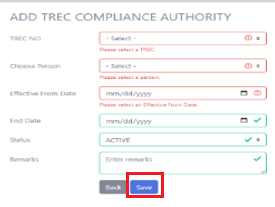 ADD TREC COMPLIANCE AUTHORITY
TREC NO
- Select -
Please select a TREC.
Choose Person
- Select -
Please select a person.
Effective From Date
mm/dd/yyyy
Please select an Effective From Date.
End Date
mm/dd/yyyy
Status
ACTIVE
Remarks
Enter remarks
Back Save